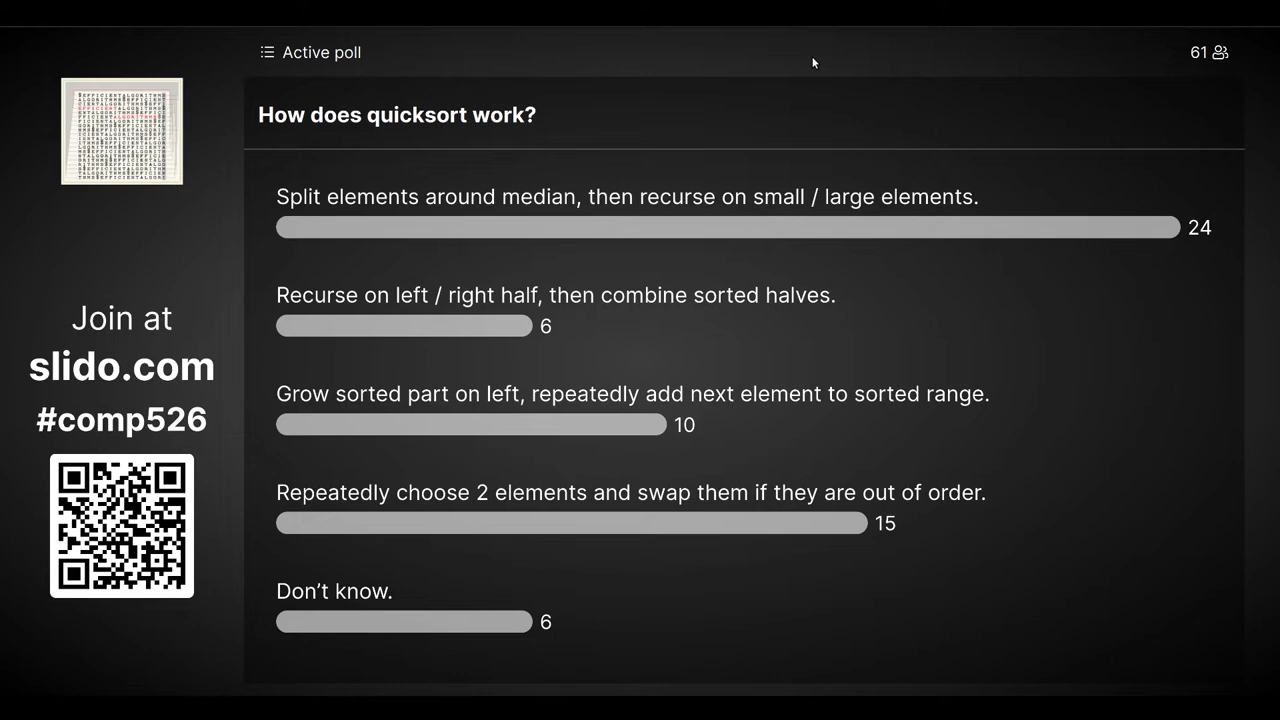 Active poll
61
How does quicksort work?
Split elements around median, then recurse on small / large elements.
24
Recurse on left / right half, then combine sorted halves.
6
Grow sorted part on left, repeatedly add next element to sorted range.
10
Repeatedly choose 2 elements and swap them if they are out of order.
15
Don’t know.
6
Join at
slido.com
#comp526